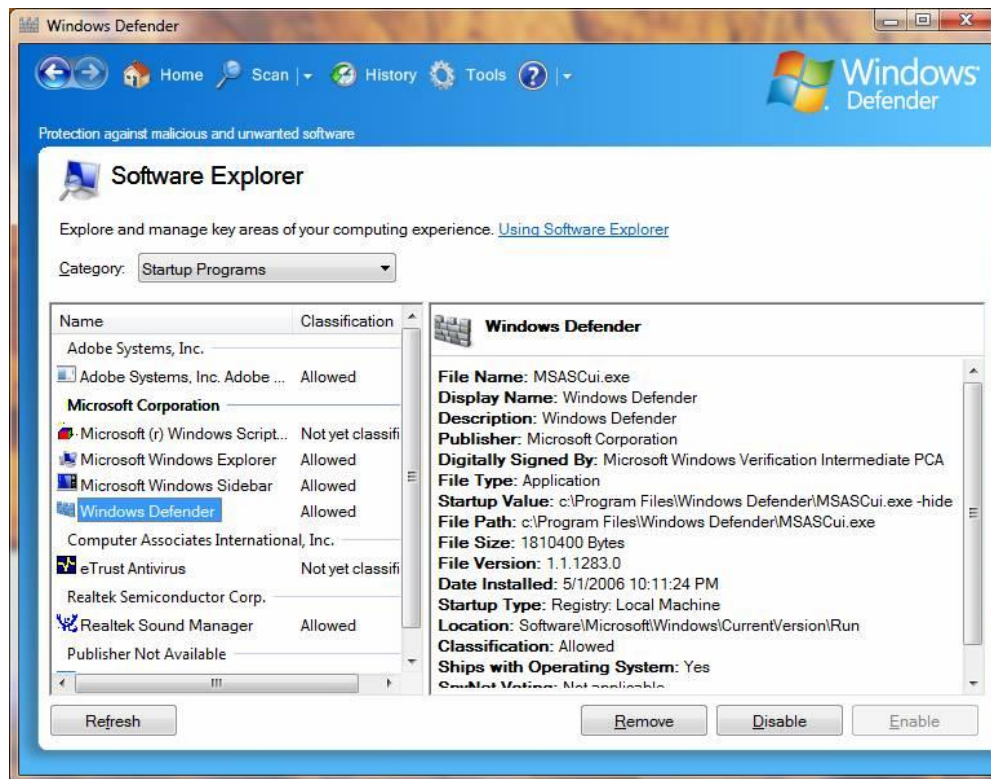 Windows Defender
Home Scan History Tools ?
Windows Defender
Protection against malicious and unwanted software
Software Explorer
Explore and manage key areas of your computing experience. Using Software Explorer
Category: Startup Programs
Name Classification
Adobe Systems, Inc.
Adobe Systems, Inc. Adobe ... Allowed
Microsoft Corporation
Microsoft (r) Windows Script... Not yet classifi
Microsoft Windows Explorer Allowed
Microsoft Windows Sidebar Allowed
Windows Defender Allowed
Computer Associates International, Inc.
eTrust Antivirus Not yet classifi
Realtek Semiconductor Corp.
Realtek Sound Manager Allowed
Publisher Not Available
Windows Defender
File Name: MSASCui.exe
Display Name: Windows Defender
Description: Windows Defender
Publisher: Microsoft Corporation
Digitally Signed By: Microsoft Windows Verification Intermediate PCA
File Type: Application
Startup Value: c:\Program Files\Windows Defender\MSASCui.exe -hide
File Path: c:\Program Files\Windows Defender\MSASCui.exe
File Size: 1810400 Bytes
File Version: 1.1.1283.0
Date Installed: 5/1/2006 10:11:24 PM
Startup Type: Registry: Local Machine
Location: Software\Microsoft\Windows\CurrentVersion\Run
Classification: Allowed
Ships with Operating System: Yes
SpyNet Voting: Not applicable
Refresh Remove Disable Enable